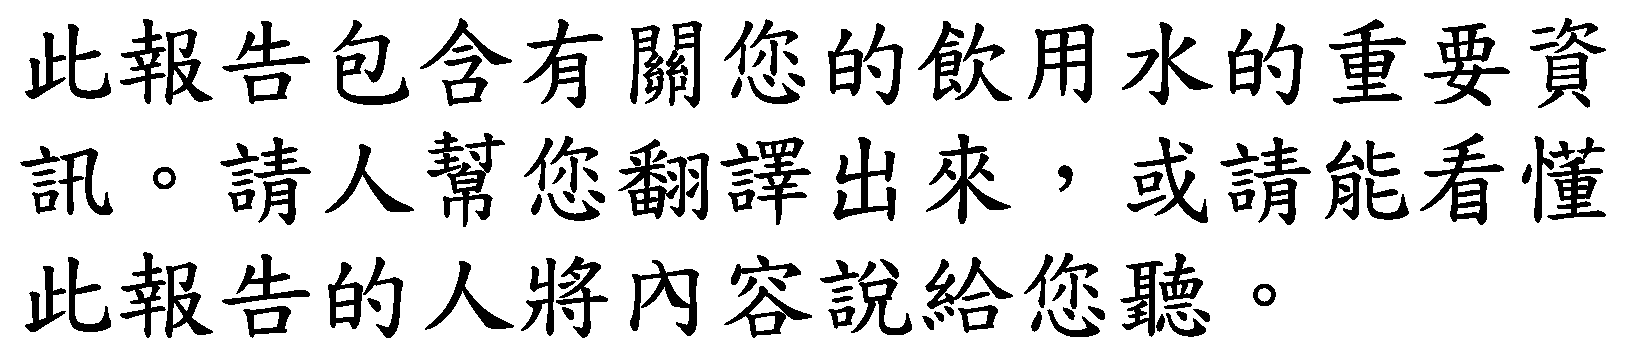 此報告包含有關您的飲用水的重要資
訊。請人幫您翻譯出來，或請能看懂
此報告的人將內容說給您聽。